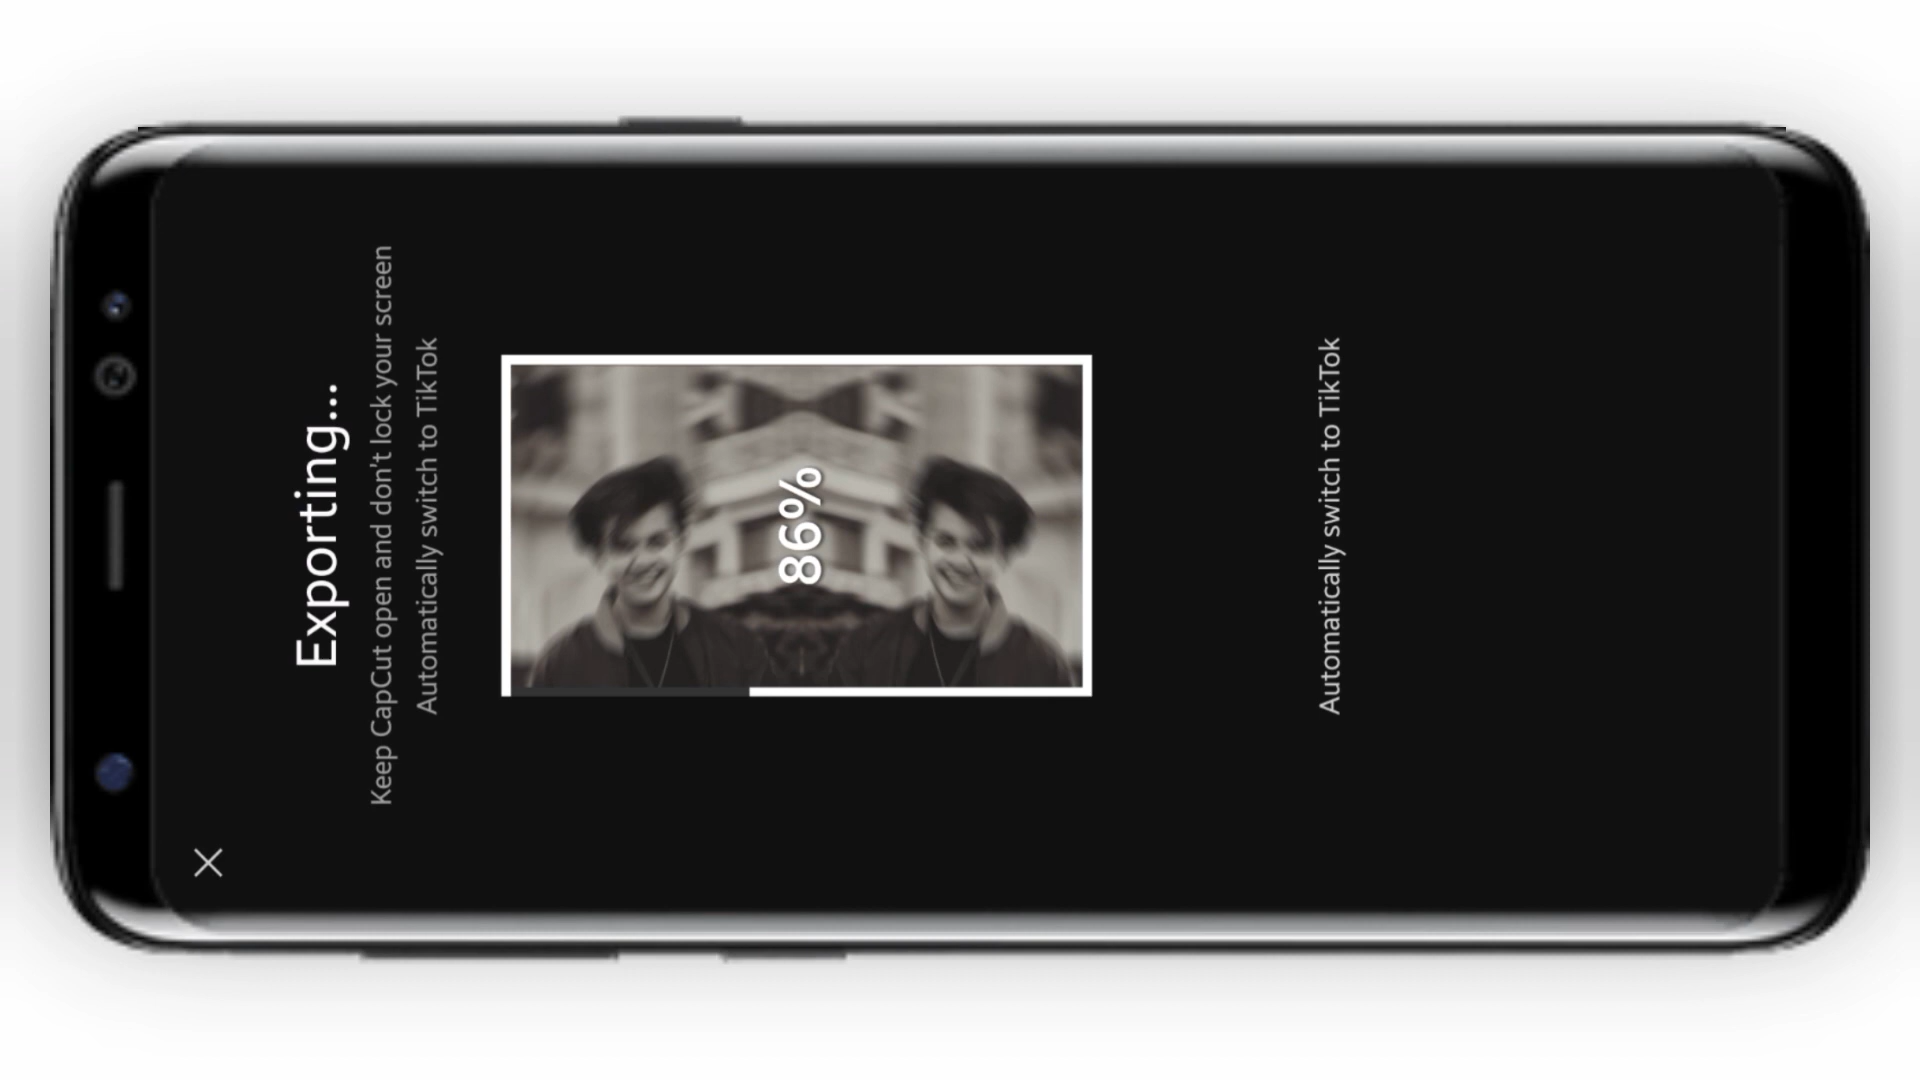 Exporting...
Keep CapCut open and don't lock your screen
Automatically switch to TikTok
86%
Automatically switch to TikTok